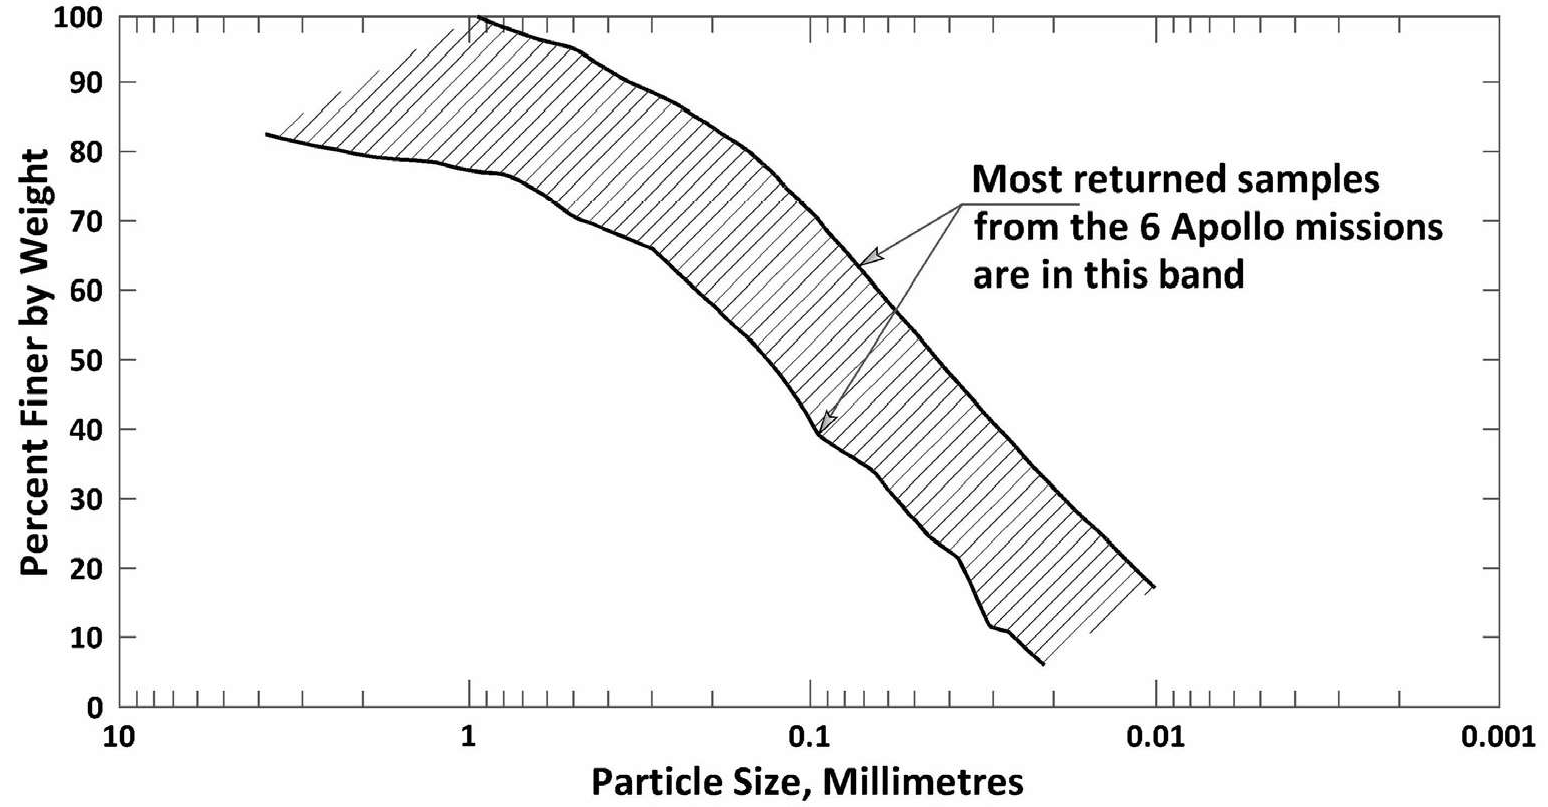 100
90
80
70
60
50
40
30
20
10
0
Percent Finer by Weight
Most returned samples
from the 6 Apollo missions
are in this band
10 1 0.1 0.01 0.001
Particle Size, Millimetres